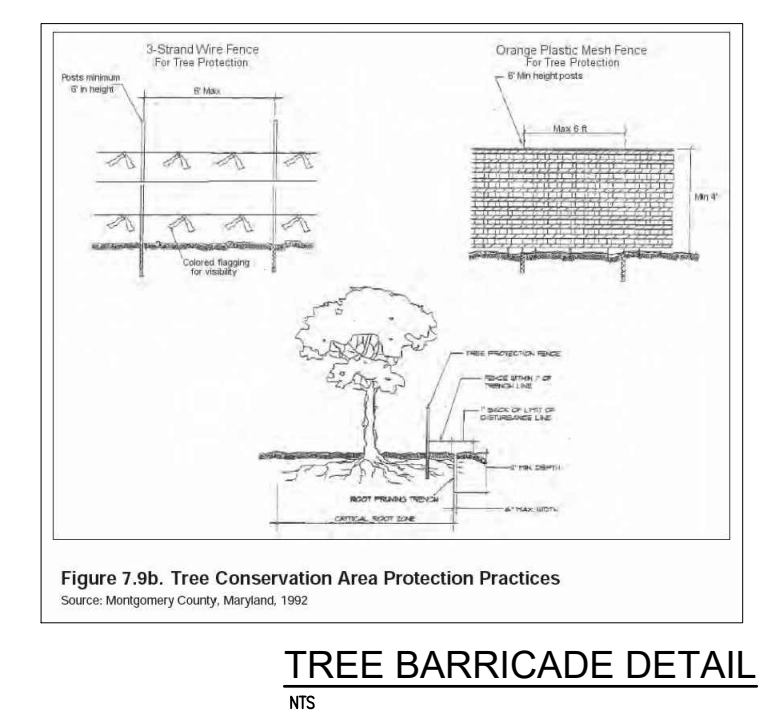 3-Strand Wire Fence
For Tree Protection
Posts minimum
6' in height
6' Max
Colored flagging
for visibility
Orange Plastic Mesh Fence
For Tree Protection
6' Min height posts
Max 6 ft
Min 4'
TREE PROTECTION FENCE
FENCE WITHIN 1' OF
TRENCH LINE
1' BACK OF LIMIT OF
DISTURBANCE LINE
MIN. DEPTH
ROOT PRUNING TRENCH
6" MAX. WIDTH
CRITICAL ROOT ZONE
Figure 7.9b. Tree Conservation Area Protection Practices
Source: Montgomery County, Maryland, 1992
TREE BARRICADE DETAIL
NTS